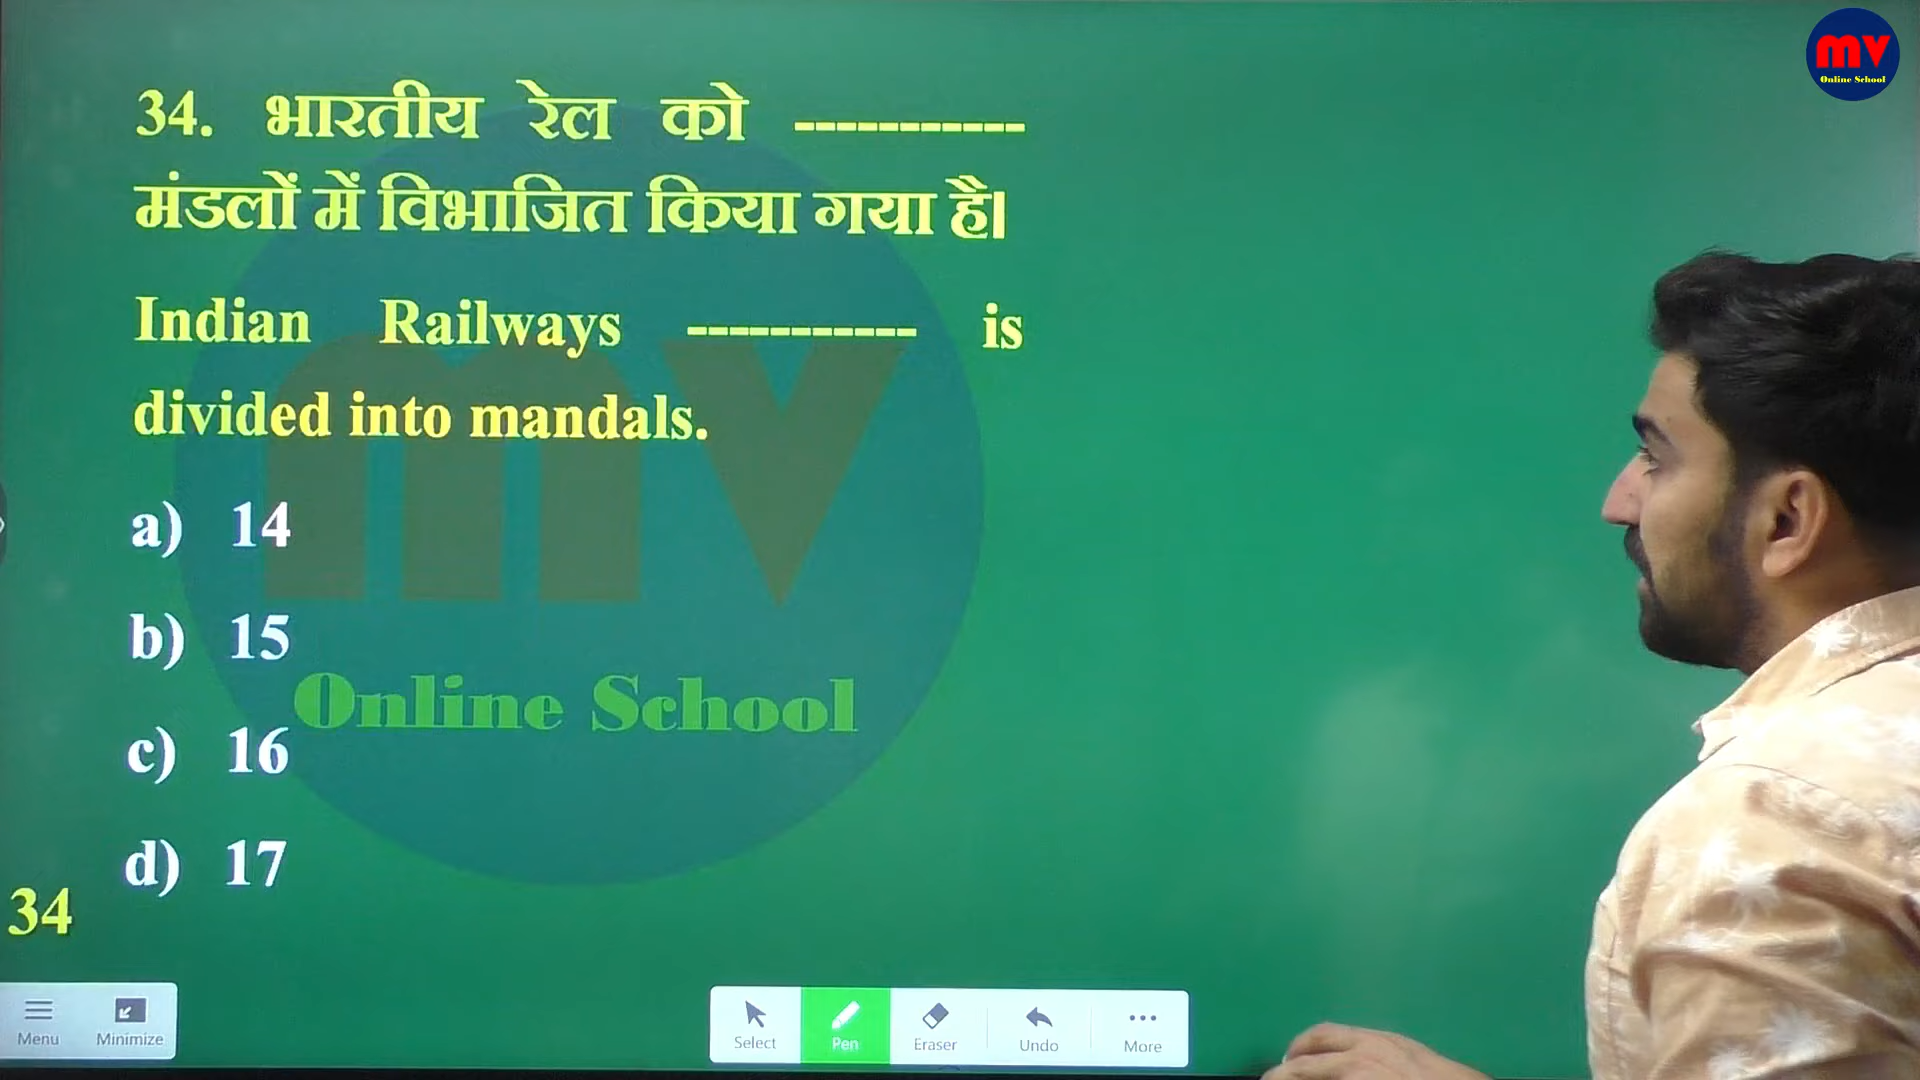 mv
Online School
34. भारतीय रेल को -----------
मंडलों में विभाजित किया गया है।
Indian Railways ----------- is
divided into mandals.
a) 14
b) 15
c) 16
d) 17
mv
Online School
34
Menu
Minimize
Select
Pen
Eraser
Undo
More